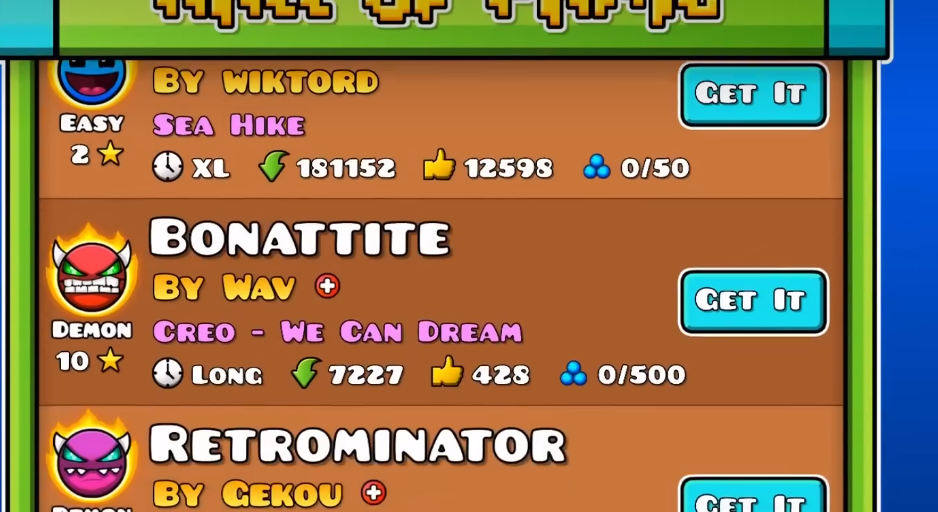 By WiktorD
Get It
Easy
Sea Hike
2
XL 181152 12598 0/50
Bonattite
By Wav
Get It
Demon
Creo - We Can Dream
10
Long 7227 428 0/500
Retrominator
By Gekou
Get It
Demon